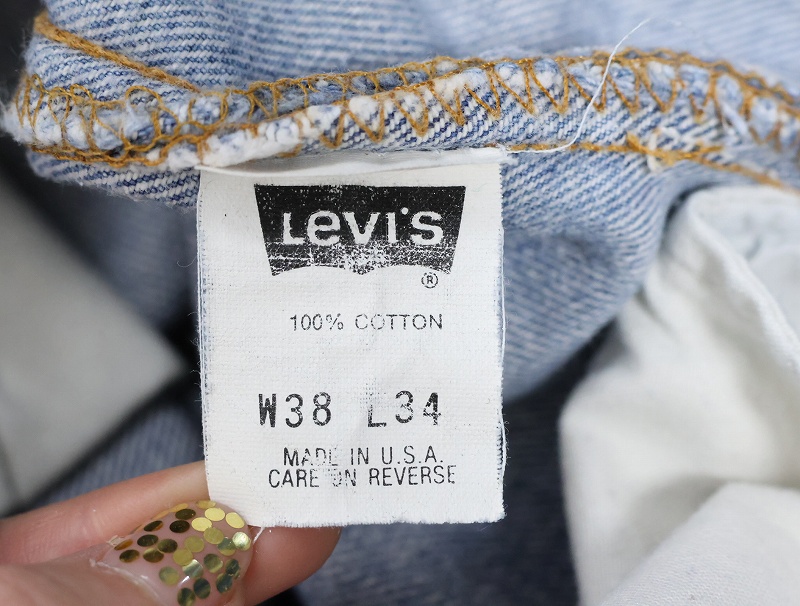 Levi's
®
100% COTTON
W38 L34
MADE IN U.S.A.
CARE ON REVERSE